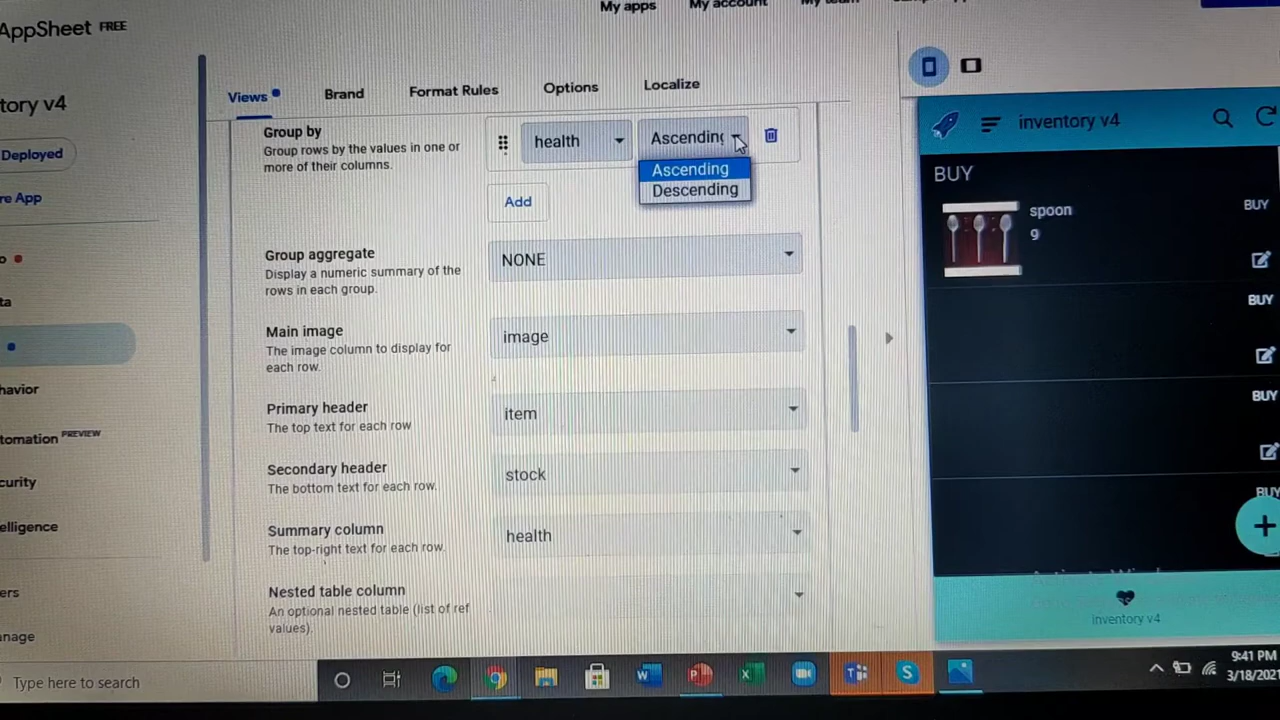 My apps
My account
AppSheet FREE
tory v4
Deployed
re App
ta
havior
tomation PREVIEW
curity
elligence
ers
nage
Views
Brand
Format Rules
Options
Localize
Group by
Group rows by the values in one or
more of their columns.
health
Ascending
Ascending
Descending
Add
Group aggregate
Display a numeric summary of the
rows in each group.
NONE
Main image
The image column to display for
each row.
image
Primary header
The top text for each row
item
Secondary header
The bottom text for each row.
stock
Summary column
The top-right text for each row.
health
Nested table column
An optional nested table (list of ref
values).
inventory v4
BUY
spoon
g
BUY
BUY
BUY
BUY
inventory v4
Type here to search
9:41 PM
3/18/2021